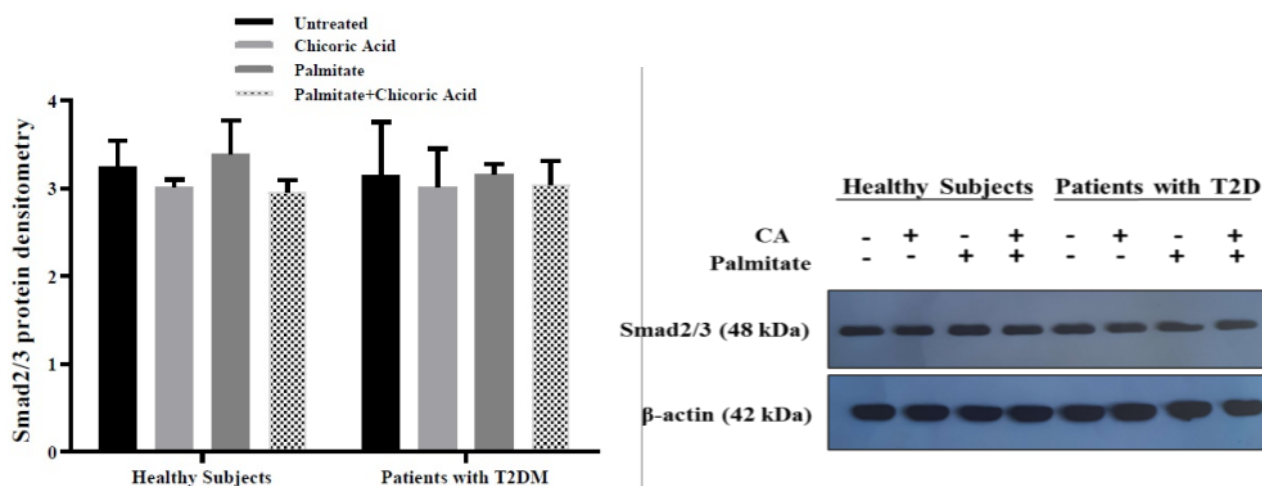 Untreated
Chicoric Acid
Palmitate
Palmitate+Chicoric Acid
Smad2/3 protein densitometry
4
3
2
1
0
Healthy Subjects
Patients with T2DM
Healthy Subjects Patients with T2D
CA - + - + - + - +
Palmitate - - + + - - + +
Smad2/3 (48 kDa)
β-actin (42 kDa)